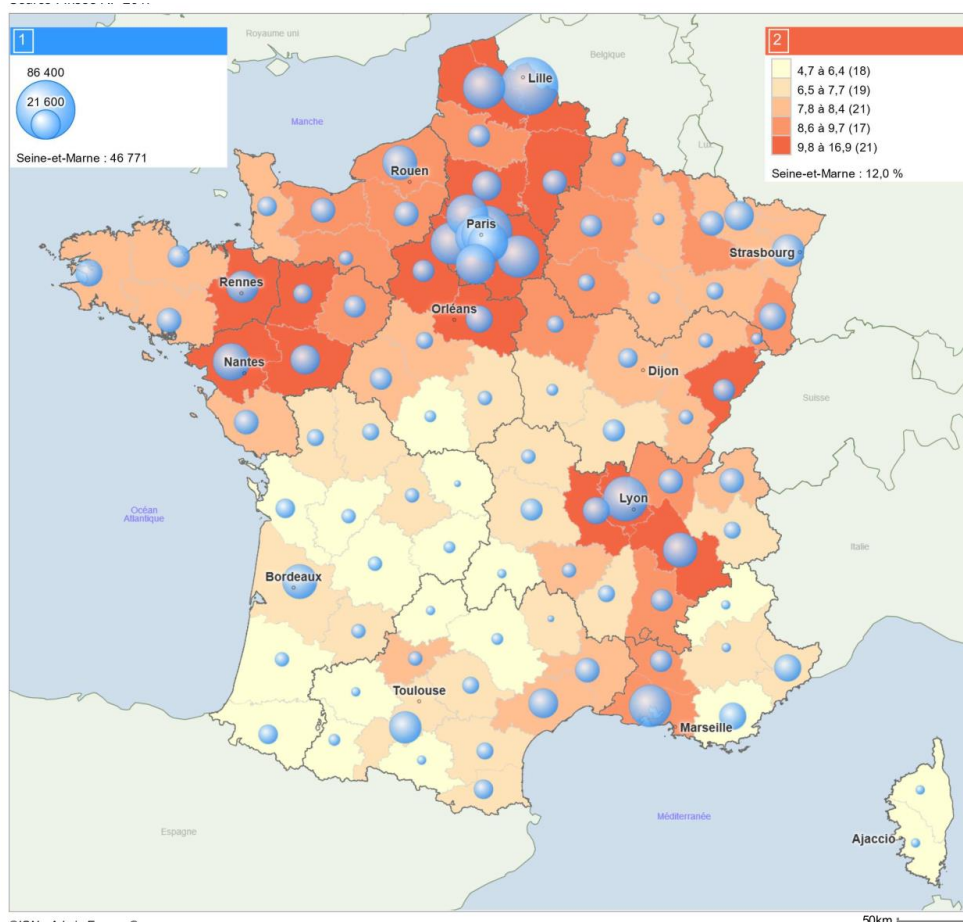 1
86 400
21 600
Seine-et-Marne : 46 771
2
4,7 à 6,4 (18)
6,5 à 7,7 (19)
7,8 à 8,4 (21)
8,6 à 9,7 (17)
9,8 à 16,9 (21)
Seine-et-Marne : 12,0 %
Royaume uni
Belgique
Lille
Manche
Lux
Rouen
Paris
Strasbourg
Rennes
Orléans
Nantes
Dijon
Suisse
Lyon
Océan
Atlantique
Italie
Bordeaux
Toulouse
Marseille
Méditerranée
Espagne
Ajaccio
50km